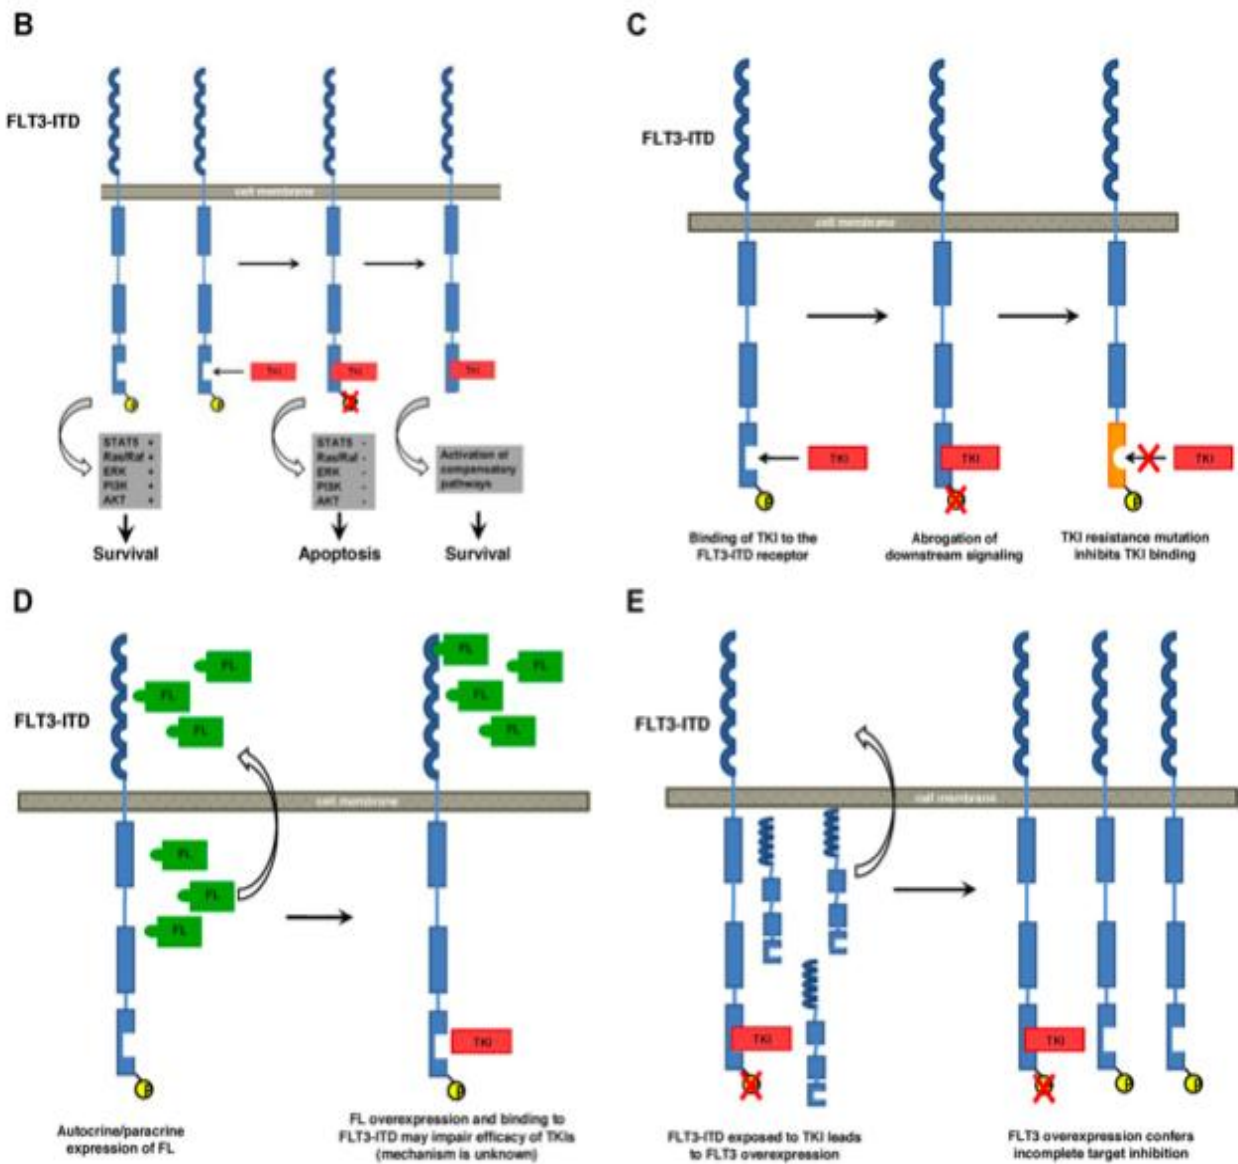 B
FLT3-ITD
cell membrane
TKI
TKI
TKI
STAT5 +
Ras/Raf +
ERK +
PI3K +
AKT +
STAT5 -
Ras/Raf -
ERK -
PI3K -
AKT -
Activation of
compensatory
pathways
Survival
Apoptosis
Survival
C
FLT3-ITD
cell membrane
TKI
TKI
TKI
Binding of TKI to the
FLT3-ITD receptor
Abrogation of
downstream signaling
TKI resistance mutation
inhibits TKI binding
D
FLT3-ITD
FL
FL
FL
FL
FL
FL
FL
cell membrane
FL
FL
FL
TKI
Autocrine/paracrine
expression of FL
FL overexpression and binding to
FLT3-ITD may impair efficacy of TKIs
(mechanism is unknown)
E
FLT3-ITD
cell membrane
TKI
TKI
FLT3-ITD exposed to TKI leads
to FLT3 overexpression
FLT3 overexpression confers
incomplete target inhibition